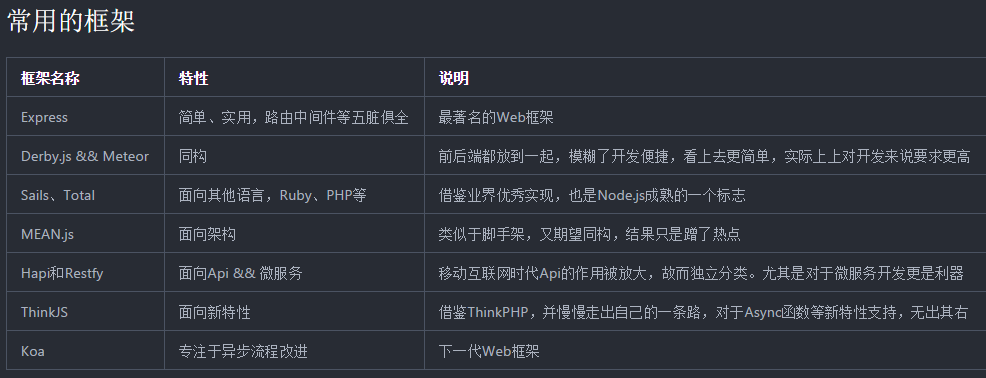 常用的框架
框架名称 特性 说明
Express 简单、实用，路由中间件等五脏俱全 最著名的Web框架
Derby.js && Meteor 同构 前后端都放到一起，模糊了开发便捷，看上去更简单，实际上上对开发来说要求更高
Sails、Total 面向其他语言，Ruby、PHP等 借鉴业界优秀实现，也是Node.js成熟的一个标志
MEAN.js 面向架构 类似于脚手架，又期望同构，结果只是蹭了热点
Hapi和Restfy 面向Api && 微服务 移动互联网时代Api的作用被放大，故而独立分类。尤其是对于微服务开发更是利器
ThinkJS 面向新特性 借鉴ThinkPHP，并慢慢走出自己的一条路，对于Async函数等新特性支持，无出其右
Koa 专注于异步流程改进 下一代Web框架